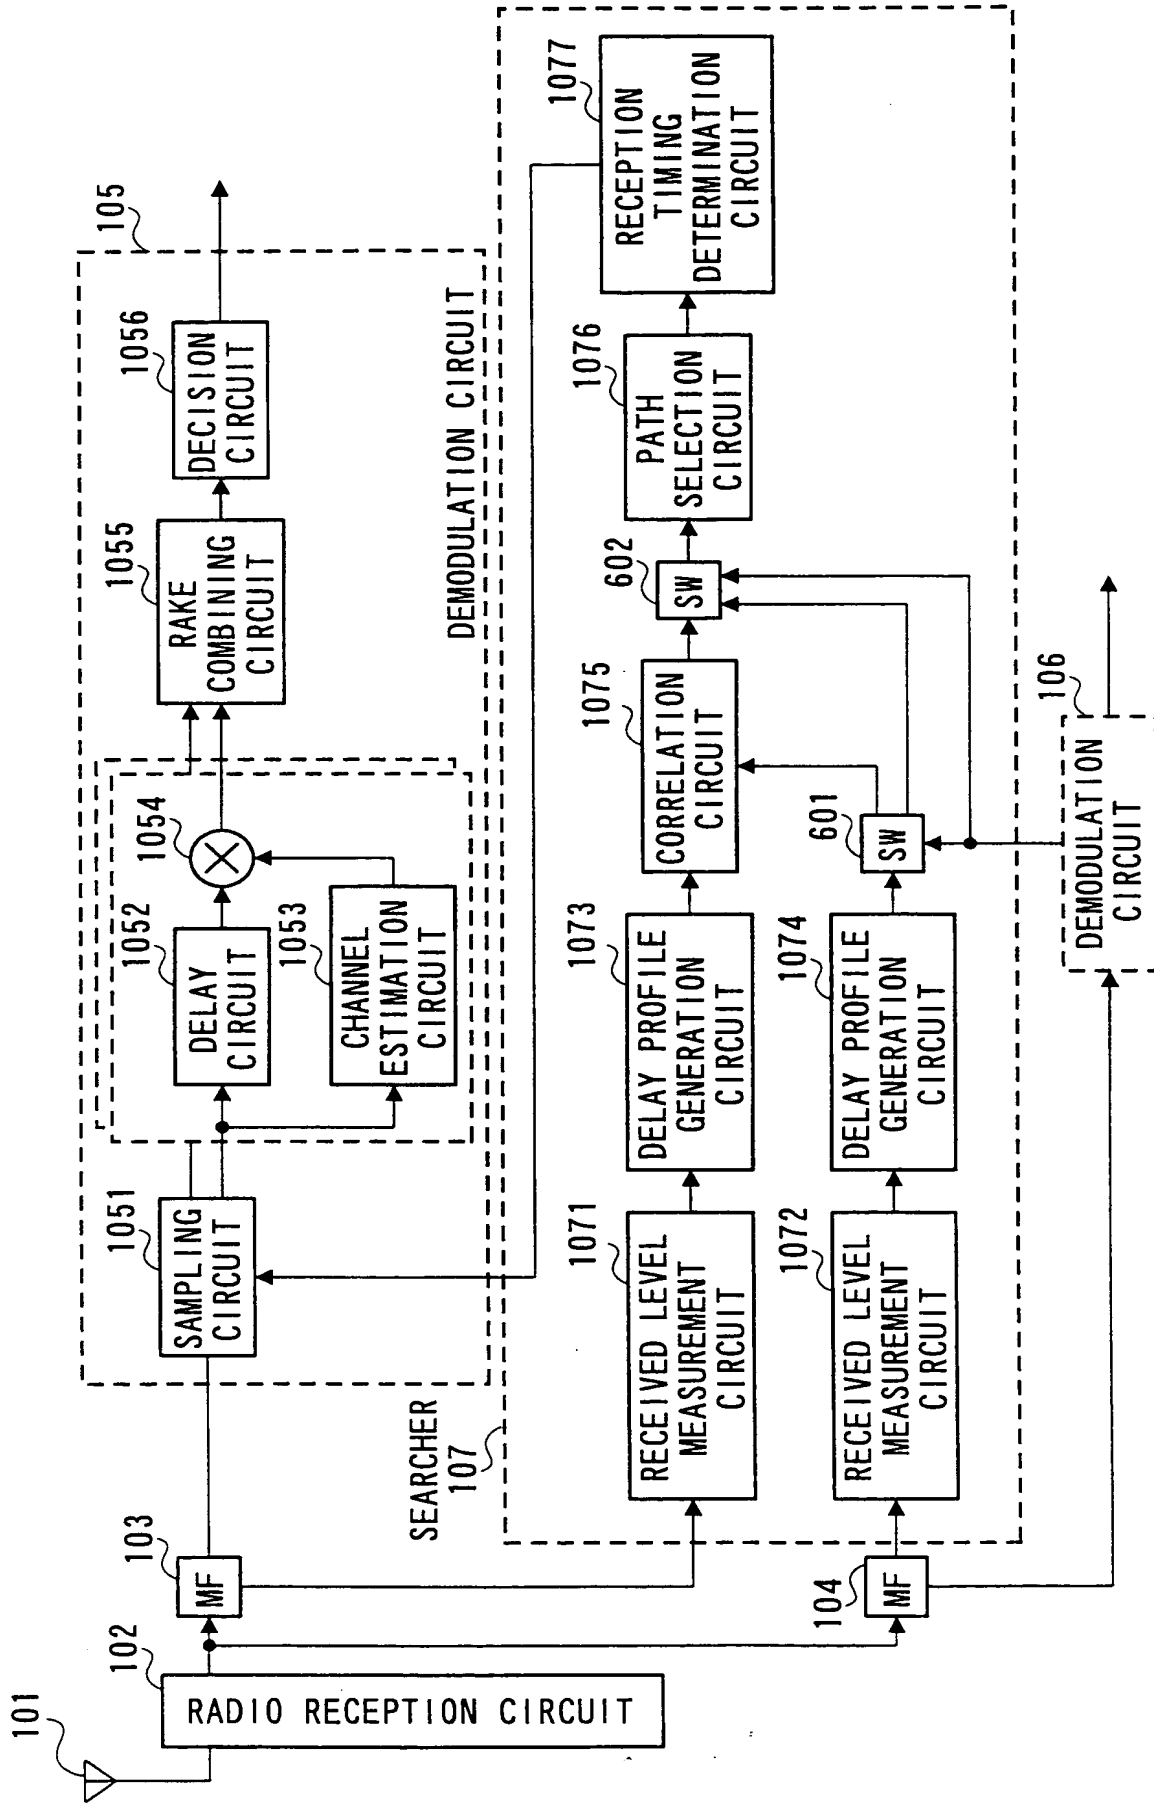 101
102
RADIO RECEPTION CIRCUIT
103
MF
104
MF
105
DEMODULATION CIRCUIT
1051
SAMPLING
CIRCUIT
1052
DELAY
CIRCUIT
1053
CHANNEL
ESTIMATION
CIRCUIT
1054
1055
RAKE
COMBINING
CIRCUIT
1056
DECISION
CIRCUIT
SEARCHER
107
1071
RECEIVED LEVEL
MEASUREMENT
CIRCUIT
1072
RECEIVED LEVEL
MEASUREMENT
CIRCUIT
1073
DELAY PROFILE
GENERATION
CIRCUIT
1074
DELAY PROFILE
GENERATION
CIRCUIT
1075
CORRELATION
CIRCUIT
601
SW
602
SW
1076
PATH
SELECTION
CIRCUIT
1077
RECEPTION
TIMING
DETERMINATION
CIRCUIT
106
DEMODULATION
CIRCUIT